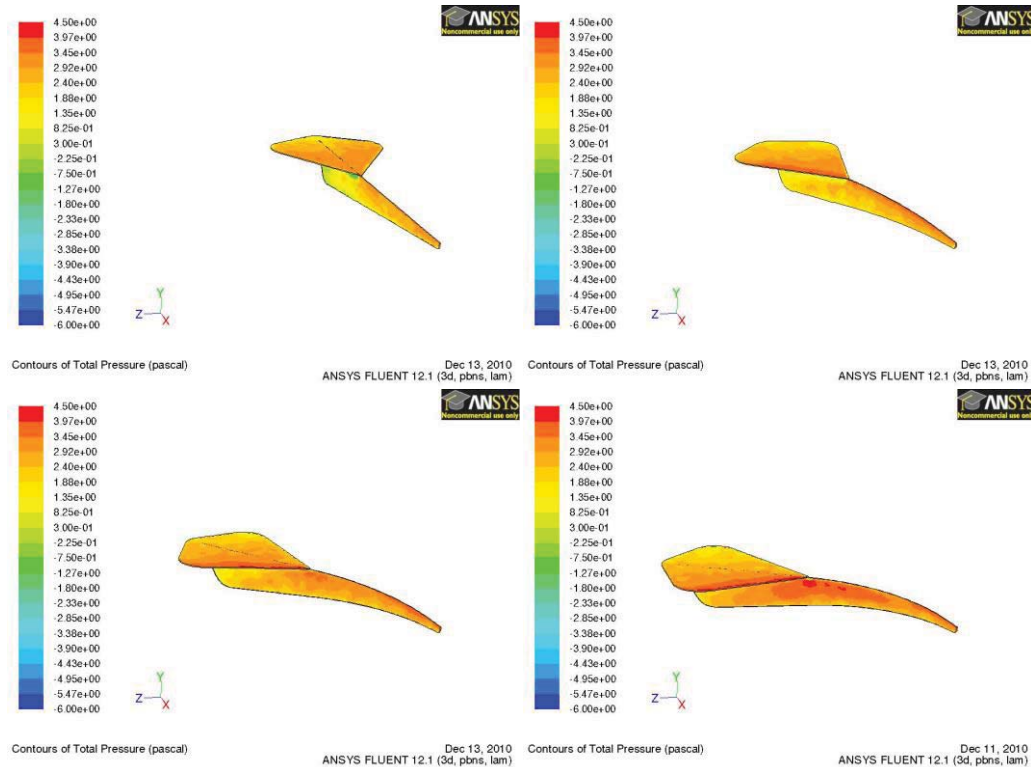 ANSYS
Noncommercial use only
4.50e+00
3.97e+00
3.45e+00
2.92e+00
2.40e+00
1.88e+00
1.35e+00
8.25e-01
3.00e-01
-2.25e-01
-7.50e-01
-1.27e+00
-1.80e+00
-2.33e+00
-2.85e+00
-3.38e+00
-3.90e+00
-4.43e+00
-4.95e+00
-5.47e+00
-6.00e+00
Y
Z
X
Contours of Total Pressure (pascal)
Dec 13, 2010
ANSYS FLUENT 12.1 (3d, pbns, lam)
ANSYS
Noncommercial use only
4.50e+00
3.97e+00
3.45e+00
2.92e+00
2.40e+00
1.88e+00
1.35e+00
8.25e-01
3.00e-01
-2.25e-01
-7.50e-01
-1.27e+00
-1.80e+00
-2.33e+00
-2.85e+00
-3.38e+00
-3.90e+00
-4.43e+00
-4.95e+00
-5.47e+00
-6.00e+00
Y
Z
X
Contours of Total Pressure (pascal)
Dec 13, 2010
ANSYS FLUENT 12.1 (3d, pbns, lam)
ANSYS
Noncommercial use only
4.50e+00
3.97e+00
3.45e+00
2.92e+00
2.40e+00
1.88e+00
1.35e+00
8.25e-01
3.00e-01
-2.25e-01
-7.50e-01
-1.27e+00
-1.80e+00
-2.33e+00
-2.85e+00
-3.38e+00
-3.90e+00
-4.43e+00
-4.95e+00
-5.47e+00
-6.00e+00
Y
Z
X
Contours of Total Pressure (pascal)
Dec 13, 2010
ANSYS FLUENT 12.1 (3d, pbns, lam)
ANSYS
Noncommercial use only
4.50e+00
3.97e+00
3.45e+00
2.92e+00
2.40e+00
1.88e+00
1.35e+00
8.25e-01
3.00e-01
-2.25e-01
-7.50e-01
-1.27e+00
-1.80e+00
-2.33e+00
-2.85e+00
-3.38e+00
-3.90e+00
-4.43e+00
-4.95e+00
-5.47e+00
-6.00e+00
Y
Z
X
Contours of Total Pressure (pascal)
Dec 11, 2010
ANSYS FLUENT 12.1 (3d, pbns, lam)